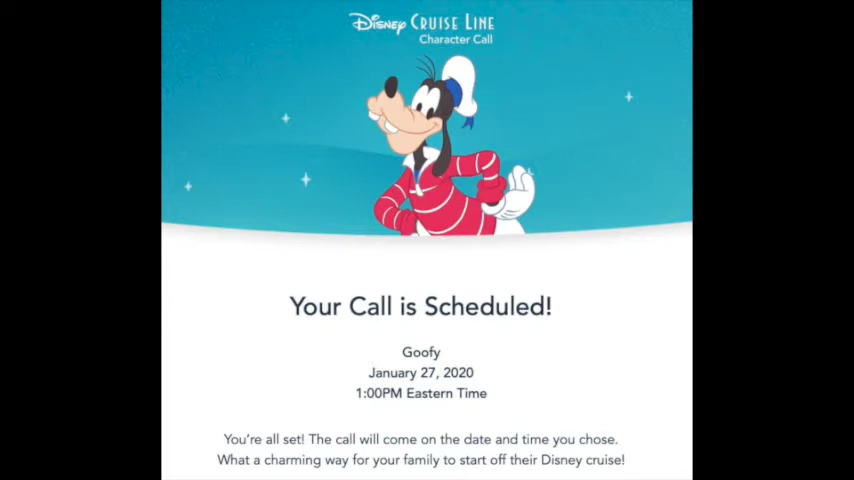 Disney CRUISE LINE
Character Call
Your Call is Scheduled!
Goofy
January 27, 2020
1:00PM Eastern Time
You're all set! The call will come on the date and time you chose.
What a charming way for your family to start off their Disney cruise!